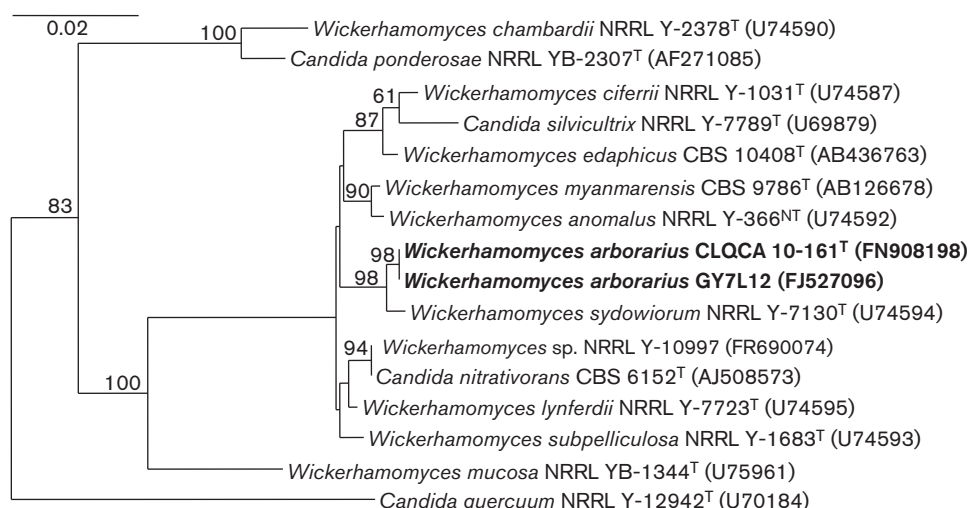 0.02
100
Wickerhamomyces chambardii NRRL Y-2378ᵀ (U74590)
Candida ponderosae NRRL YB-2307ᵀ (AF271085)
61
Wickerhamomyces ciferrii NRRL Y-1031ᵀ (U74587)
87
Candida silvicultrix NRRL Y-7789ᵀ (U69879)
Wickerhamomyces edaphicus CBS 10408ᵀ (AB436763)
90
Wickerhamomyces myanmarensis CBS 9786ᵀ (AB126678)
83
Wickerhamomyces anomalus NRRL Y-366ᴺᵀ (U74592)
98
Wickerhamomyces arborarius CLQCA 10-161ᵀ (FN908198)
98
Wickerhamomyces arborarius GY7L12 (FJ527096)
Wickerhamomyces sydowiorum NRRL Y-7130ᵀ (U74594)
94
Wickerhamomyces sp. NRRL Y-10997 (FR690074)
100
Candida nitrativorans CBS 6152ᵀ (AJ508573)
Wickerhamomyces lynferdii NRRL Y-7723ᵀ (U74595)
Wickerhamomyces subpelliculosa NRRL Y-1683ᵀ (U74593)
Wickerhamomyces mucosa NRRL YB-1344ᵀ (U75961)
Candida quercuum NRRL Y-12942ᵀ (U70184)